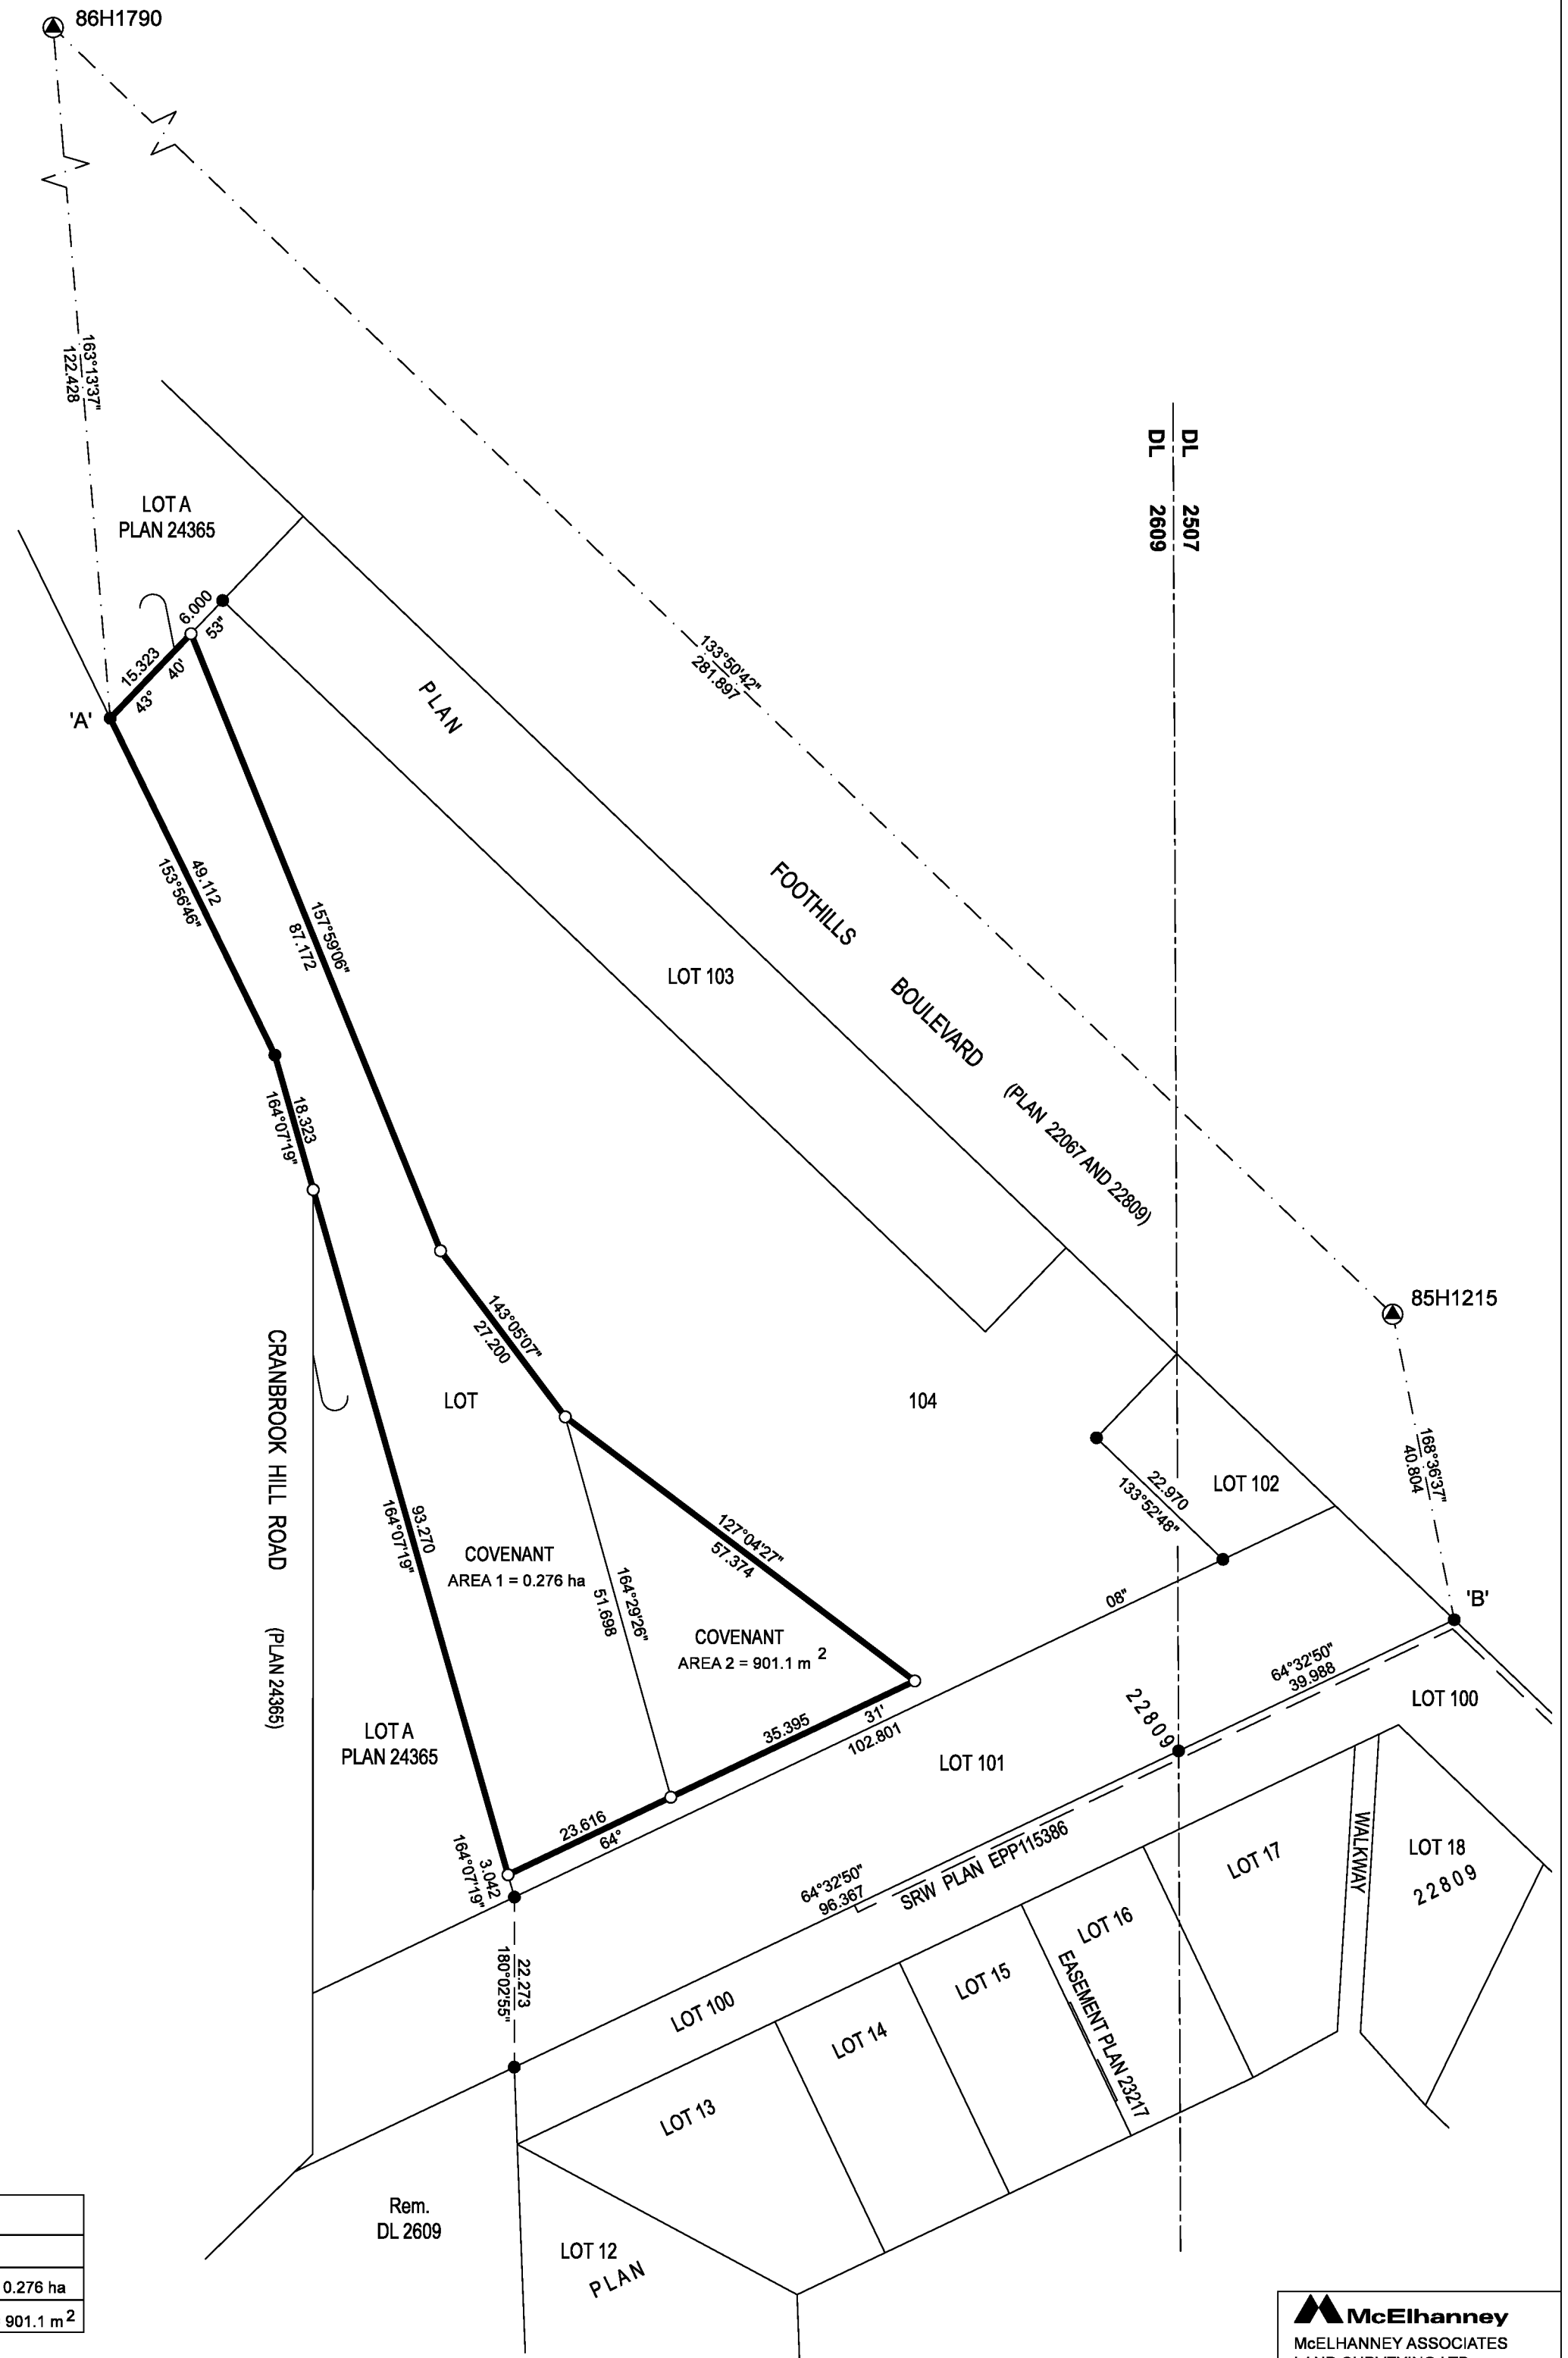 86H1790
163°13'37"
122.428
LOT A
PLAN 24365
DL 2507
DL 2609
6.000
53"
15.323
40'
43°
'A'
133°50'42"
281.897
PLAN
49.112
153°56'46"
157°59'06"
87.172
FOOTHILLS
BOULEVARD
(PLAN 22067 AND 22809)
LOT 103
18.323
164°07'19"
143°05'07"
27.200
85H1215
CRANBROOK HILL ROAD
(PLAN 24365)
LOT
104
168°36'37"
40.804
LOT 102
22.970
133°52'48"
93.270
164°07'19"
COVENANT
AREA 1 = 0.276 ha
127°04'27"
57.374
164°29'26"
51.698
COVENANT
AREA 2 = 901.1 m 2
08"
'B'
64°32'50"
39.988
LOT 100
22809
LOT A
PLAN 24365
35.395
31'
102.801
LOT 101
23.616
64°
3.042
164°07'19"
64°32'50"
96.367
SRW PLAN EPP115386
WALKWAY
LOT 18
22809
LOT 17
LOT 16
LOT 15
EASEMENT PLAN 23217
22.273
180°02'55"
LOT 100
LOT 14
LOT 13
Rem.
DL 2609
LOT 12
PLAN
0.276 ha
901.1 m 2
McElhanney
McELHANNEY ASSOCIATES
LAND SURVEYING LTD.